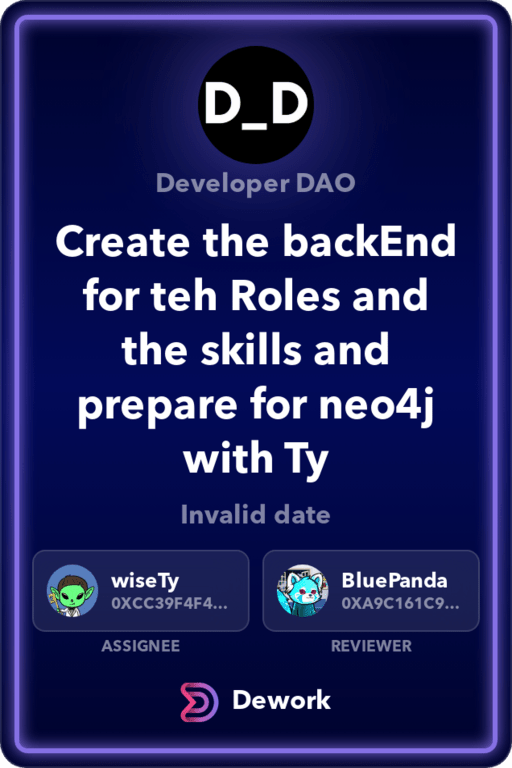 D_D
Developer DAO
Create the backEnd
for teh Roles and
the skills and
prepare for neo4j
with Ty
Invalid date
wiseTy
0XCC39F4F4...
ASSIGNEE
BluePanda
0XA9C161C9...
REVIEWER
Dework